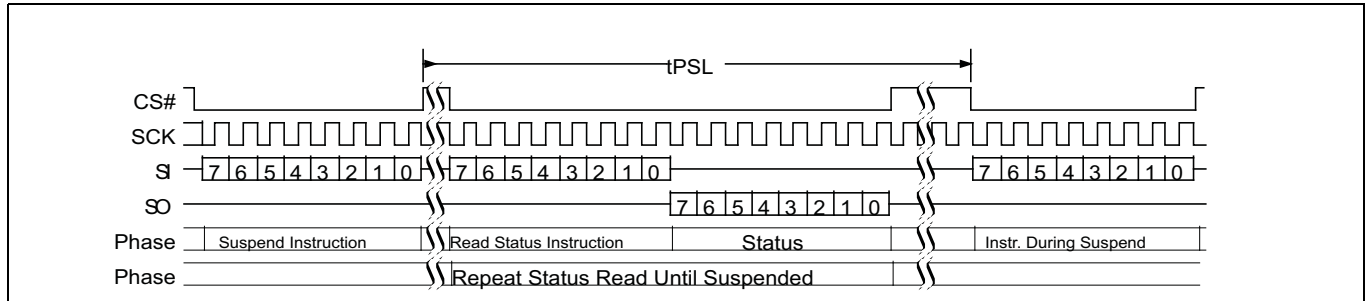 tPSL
CS#
SCK
SI 7 6 5 4 3 2 1 0 7 6 5 4 3 2 1 0 7 6 5 4 3 2 1 0
SO 7 6 5 4 3 2 1 0
Phase Suspend Instruction Read Status Instruction Status Instr. During Suspend
Phase Repeat Status Read Until Suspended